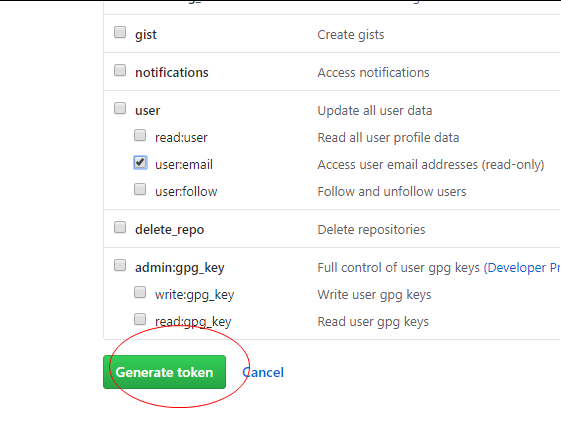 gist Create gists
notifications Access notifications
user Update all user data
read:user Read all user profile data
user:email Access user email addresses (read-only)
user:follow Follow and unfollow users
delete_repo Delete repositories
admin:gpg_key Full control of user gpg keys (Developer Pr
write:gpg_key Write user gpg keys
read:gpg_key Read user gpg keys
Generate token Cancel